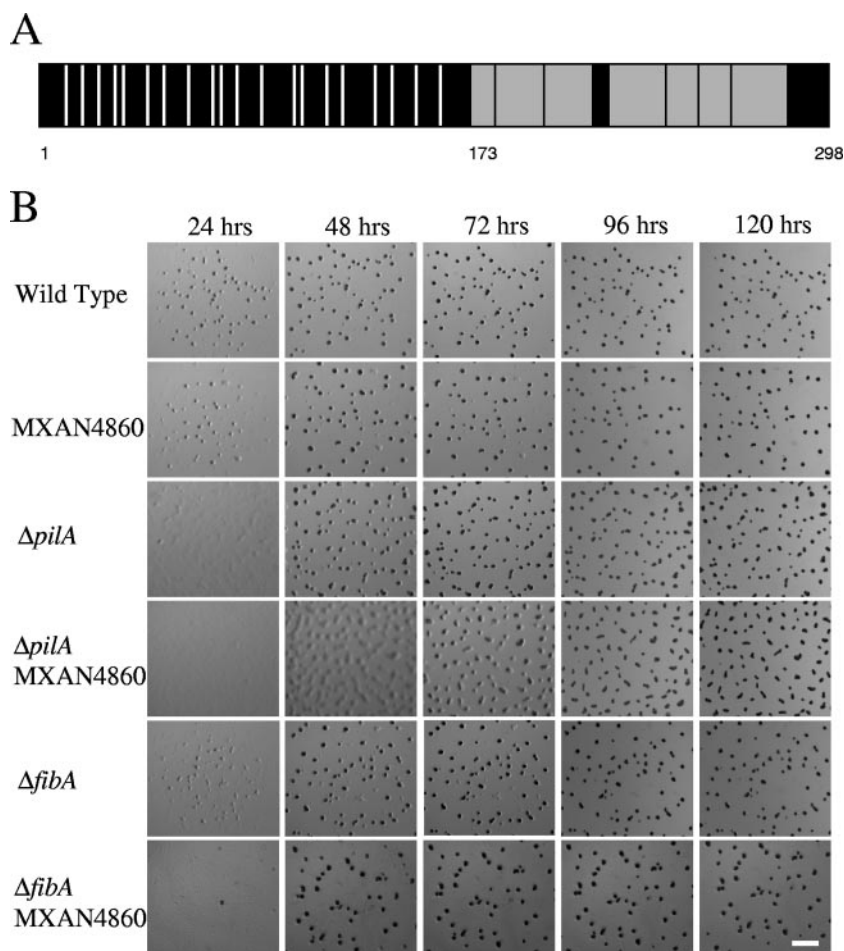 A
1 173 298
B
24 hrs 48 hrs 72 hrs 96 hrs 120 hrs
Wild Type
MXAN4860
ΔpilA
ΔpilA
MXAN4860
ΔfibA
ΔfibA
MXAN4860